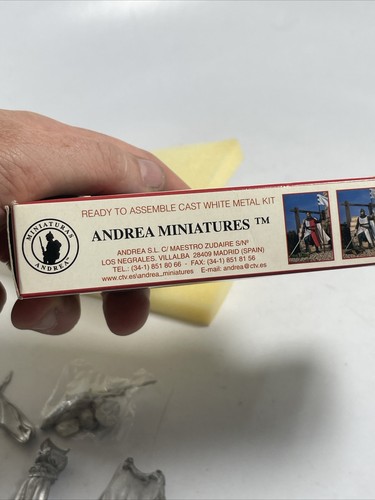 MINIATURAS
ANDREA
READY TO ASSEMBLE CAST WHITE METAL KIT
ANDREA MINIATURES ™
ANDREA S.L. C/ MAESTRO ZUDAIRE S/Nº
LOS NEGRALES. VILLALBA 28409 MADRID (SPAIN)
TEL.: (34-1) 851 80 66 - FAX: (34-1) 851 81 56
www.ctv.es\andrea_miniatures E-mail: andrea@ctv.es